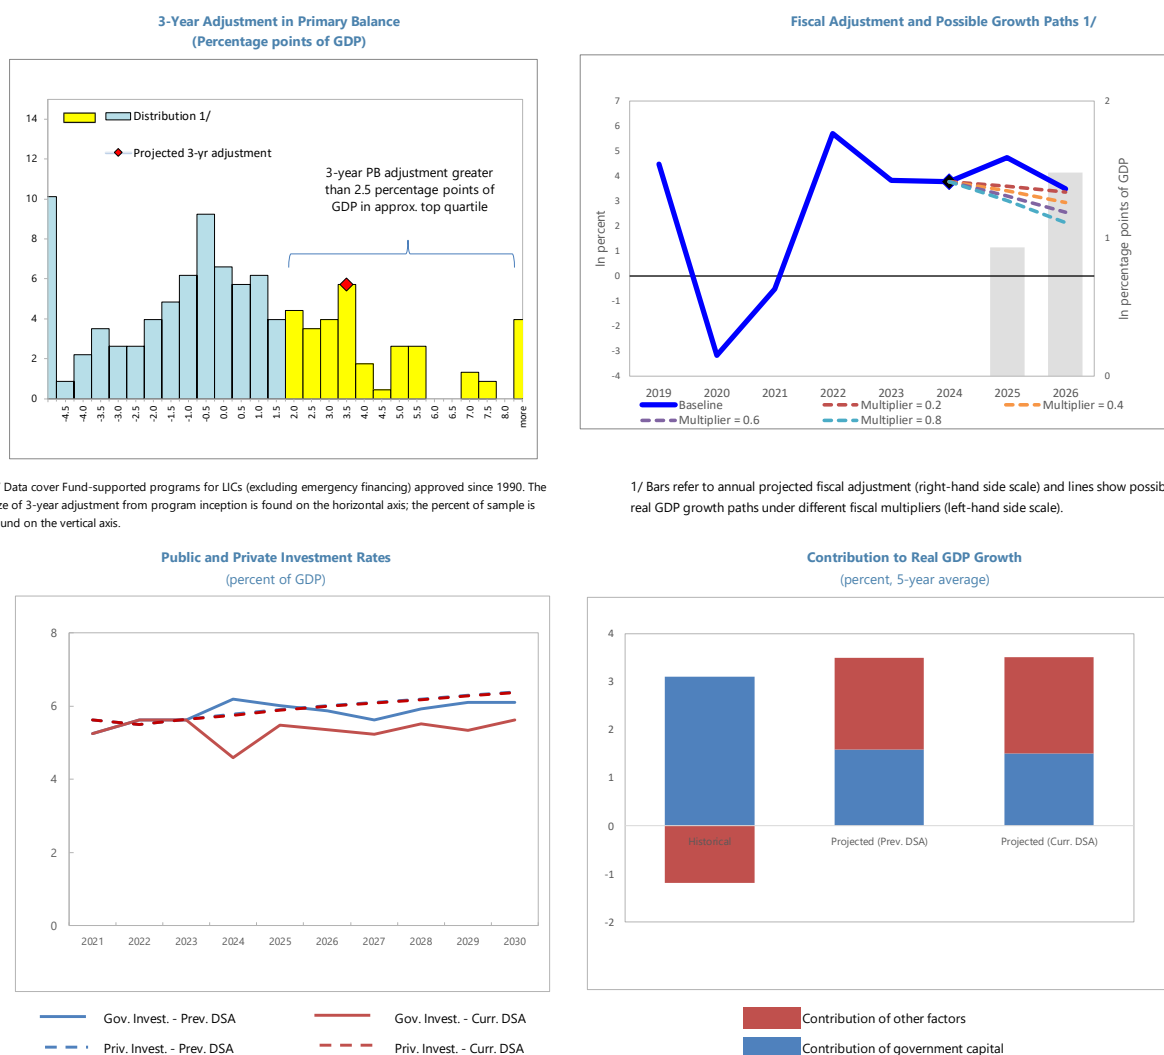 3-Year Adjustment in Primary Balance
(Percentage points of GDP)
14
12
10
8
6
4
2
0
Distribution 1/
Projected 3-yr adjustment
3-year PB adjustment greater
than 2.5 percentage points of
GDP in approx. top quartile
-4.5 -4.0 -3.5 -3.0 -2.5 -2.0 -1.5 -1.0 -0.5 0.0 0.5 1.0 1.5 2.0 2.5 3.0 3.5 4.0 4.5 5.0 5.5 6.0 6.5 7.0 7.5 8.0 more
/ Data cover Fund-supported programs for LICs (excluding emergency financing) approved since 1990. The
ze of 3-year adjustment from program inception is found on the horizontal axis; the percent of sample is
und on the vertical axis.
Fiscal Adjustment and Possible Growth Paths 1/
In percent
7
6
5
4
3
2
1
0
-1
-2
-3
-4
2
1
0
In percentage points of GDP
2019 2020 2021 2022 2023 2024 2025 2026
Baseline Multiplier = 0.2 Multiplier = 0.4
Multiplier = 0.6 Multiplier = 0.8
1/ Bars refer to annual projected fiscal adjustment (right-hand side scale) and lines show possib
real GDP growth paths under different fiscal multipliers (left-hand side scale).
Public and Private Investment Rates
(percent of GDP)
8
6
4
2
0
2021 2022 2023 2024 2025 2026 2027 2028 2029 2030
Gov. Invest. - Prev. DSA Gov. Invest. - Curr. DSA
Priv. Invest. - Prev. DSA Priv. Invest. - Curr. DSA
Contribution to Real GDP Growth
(percent, 5-year average)
4
3
2
1
0
-1
-2
Historical Projected (Prev. DSA) Projected (Curr. DSA)
Contribution of other factors
Contribution of government capital